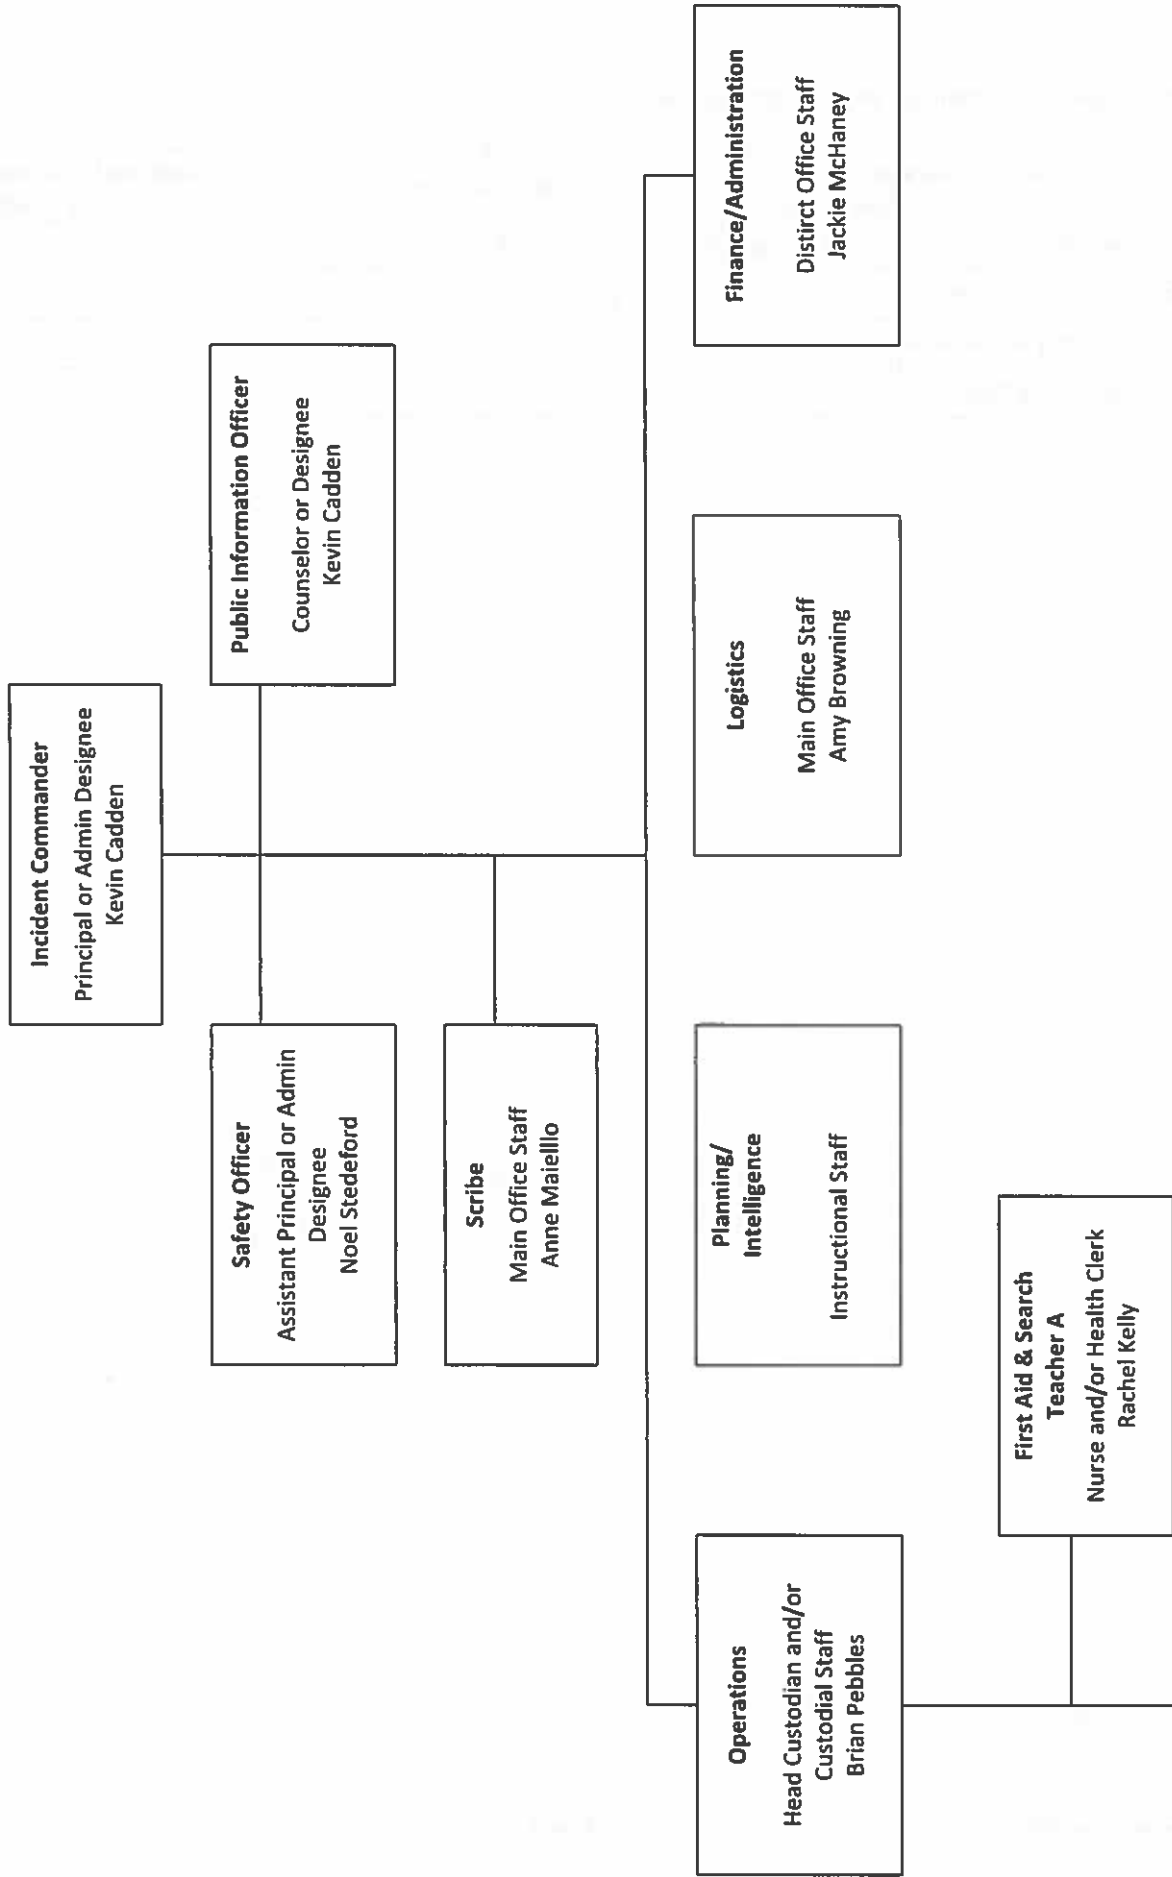 Incident Commander
Principal or Admin Designee
Kevin Cadden
Safety Officer
Assistant Principal or Admin
Designee
Noel Stedeford
Public Information Officer
Counselor or Designee
Kevin Cadden
Scribe
Main Office Staff
Anne Maielllo
Operations
Head Custodian and/or
Custodial Staff
Brian Pebbles
Planning/
Intelligence
Instructional Staff
Logistics
Main Office Staff
Amy Browning
Finance/Administration
Distirct Office Staff
Jackie McHaney
First Aid & Search
Teacher A
Nurse and/or Health Clerk
Rachel Kelly